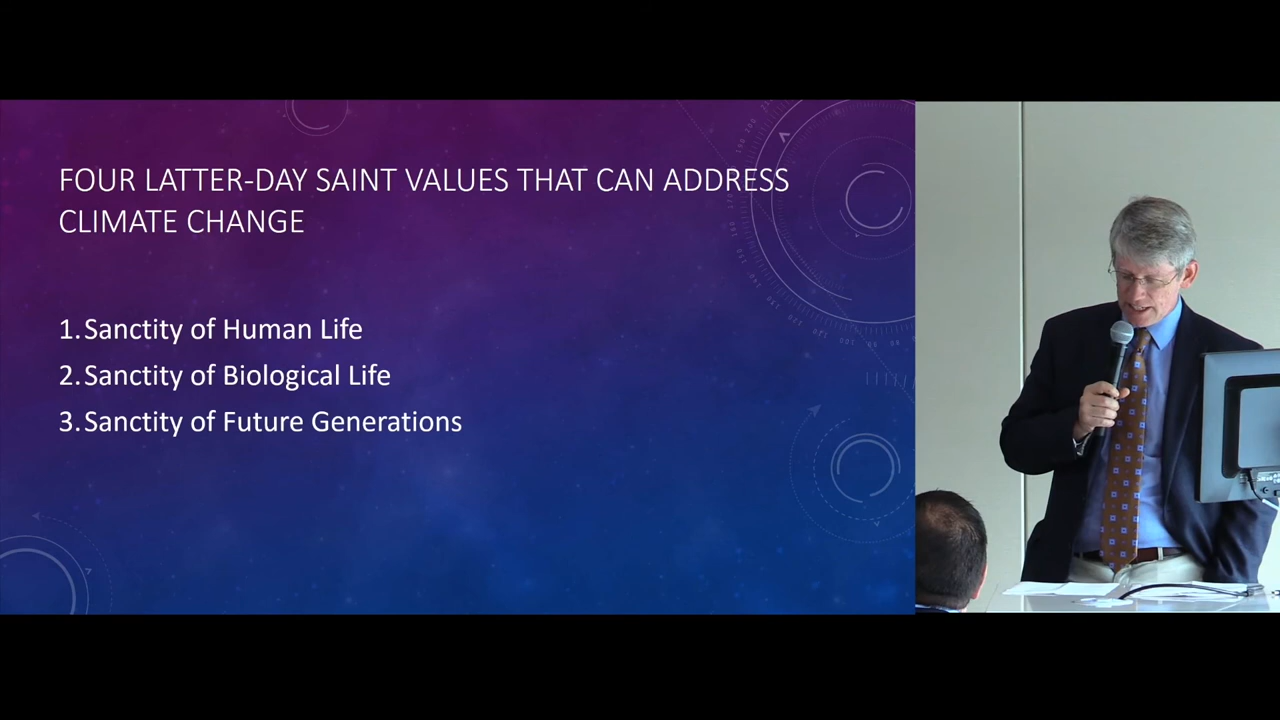 FOUR LATTER-DAY SAINT VALUES THAT CAN ADDRESS
CLIMATE CHANGE
1. Sanctity of Human Life
2. Sanctity of Biological Life
3. Sanctity of Future Generations